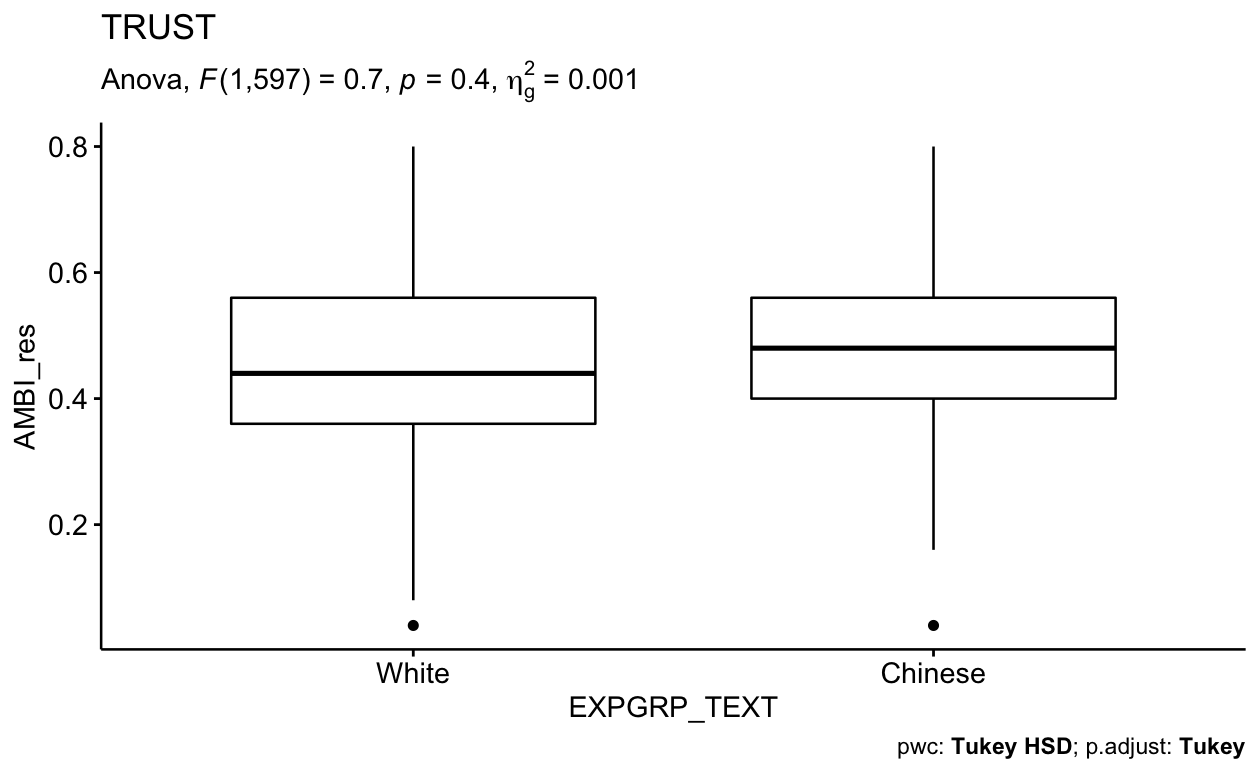 TRUST
Anova, F(1,597) = 0.7, p = 0.4, η²g = 0.001
0.8
0.6
0.4
0.2
AMBI_res
White Chinese
EXPGRP_TEXT
pwc: Tukey HSD; p.adjust: Tukey